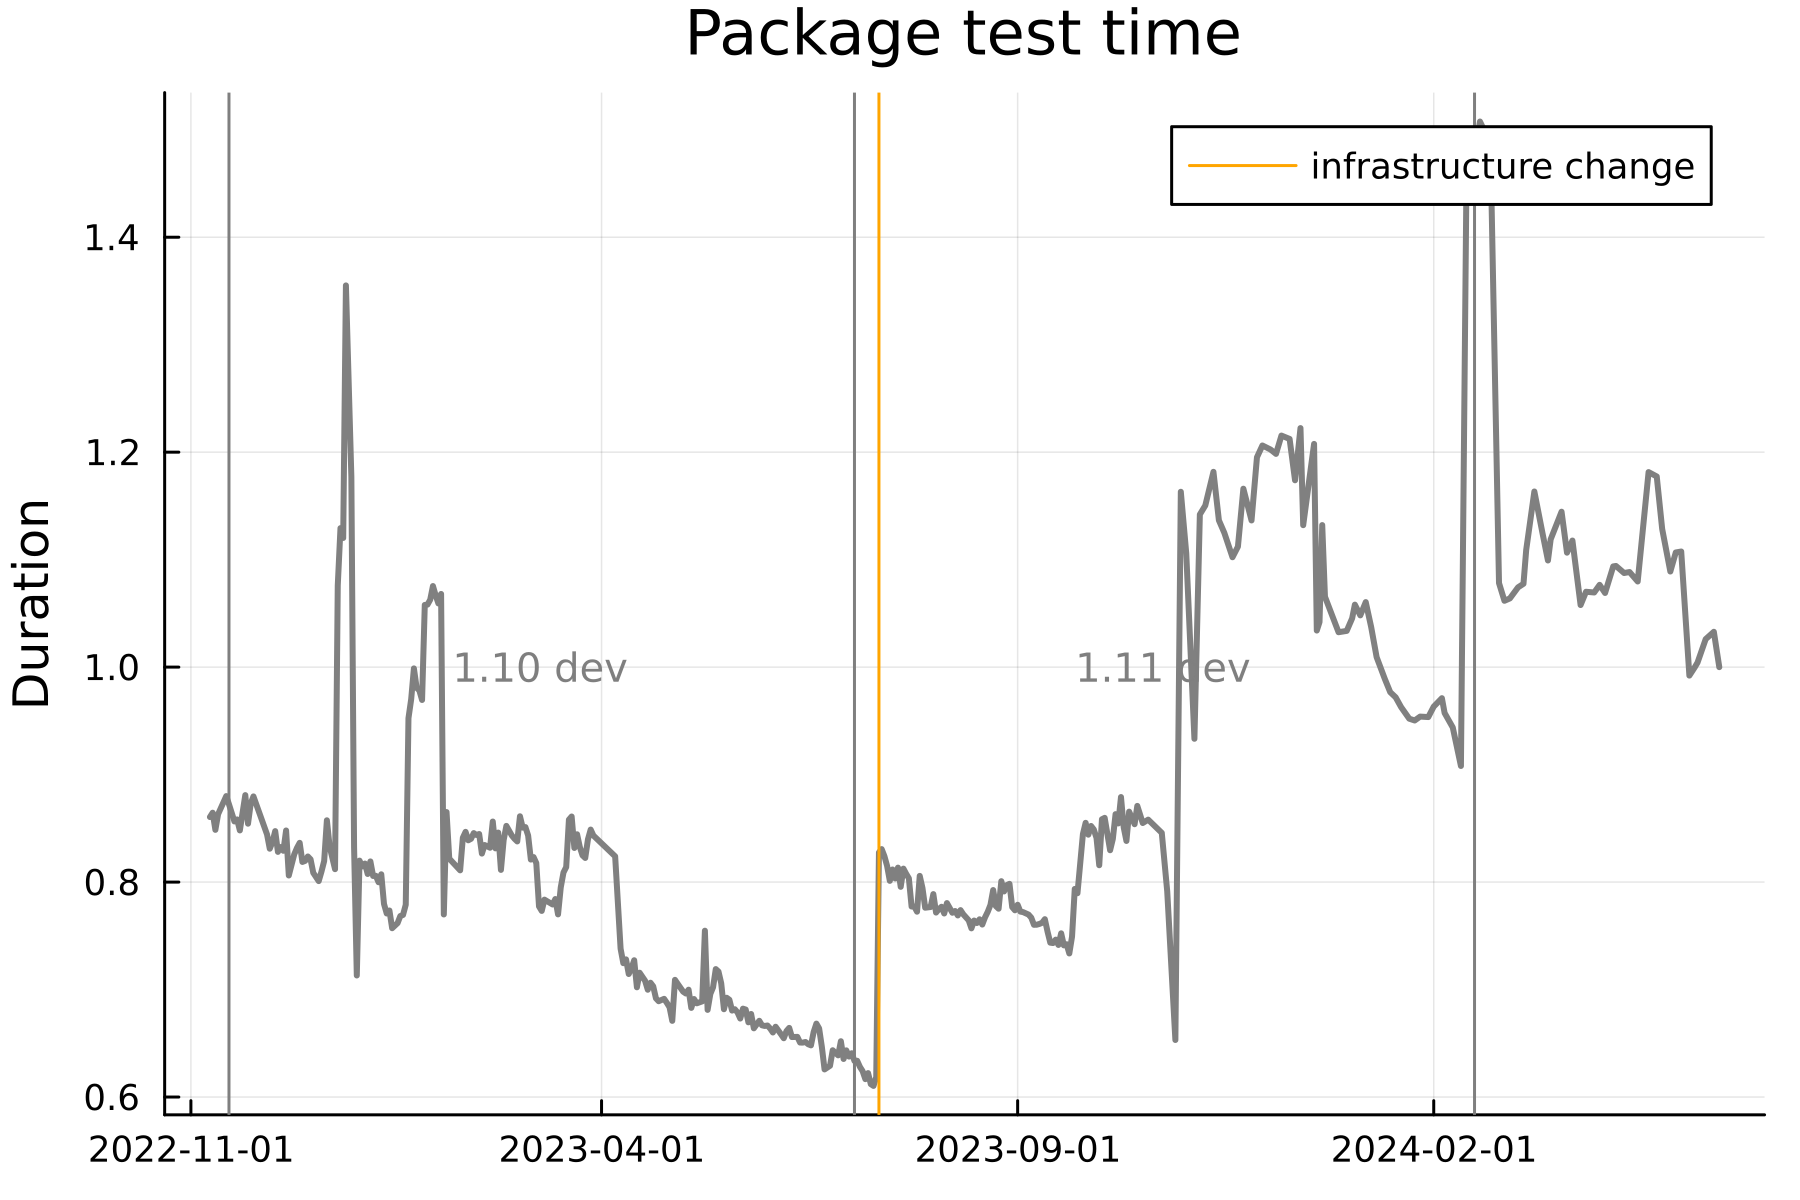 Package test time
infrastructure change
Duration
1.4
1.2
1.0
0.8
0.6
1.10 dev
1.11 dev
2022-11-01
2023-04-01
2023-09-01
2024-02-01